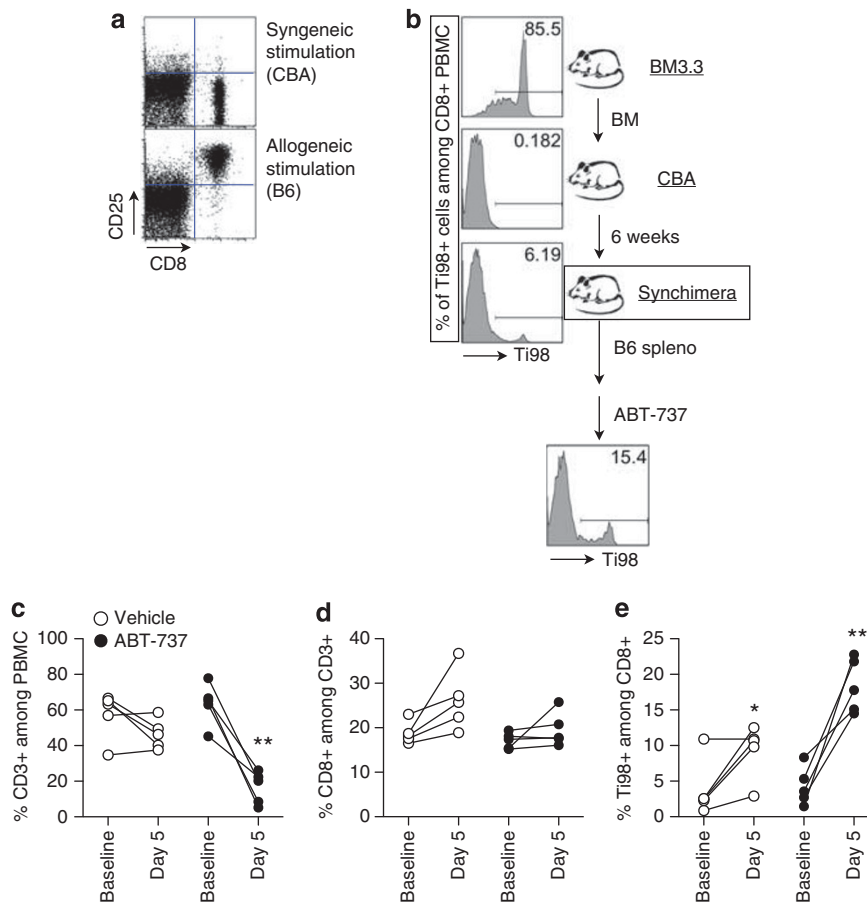 a
Syngeneic
stimulation
(CBA)
Allogeneic
stimulation
(B6)
CD25
CD8
b
% of Ti98+ cells among CD8+ PBMC
85.5
BM3.3
BM
0.182
CBA
6 weeks
6.19
Synchimera
Ti98
B6 spleno
ABT-737
15.4
Ti98
c
Vehicle
ABT-737
% CD3+ among PBMC
100
80
60
40
20
0
**
Baseline
Day 5
Baseline
Day 5
d
% CD8+ among CD3+
40
30
20
10
0
Baseline
Day 5
Baseline
Day 5
e
% Ti98+ among CD8+
25
20
15
10
5
0
*
**
Baseline
Day 5
Baseline
Day 5